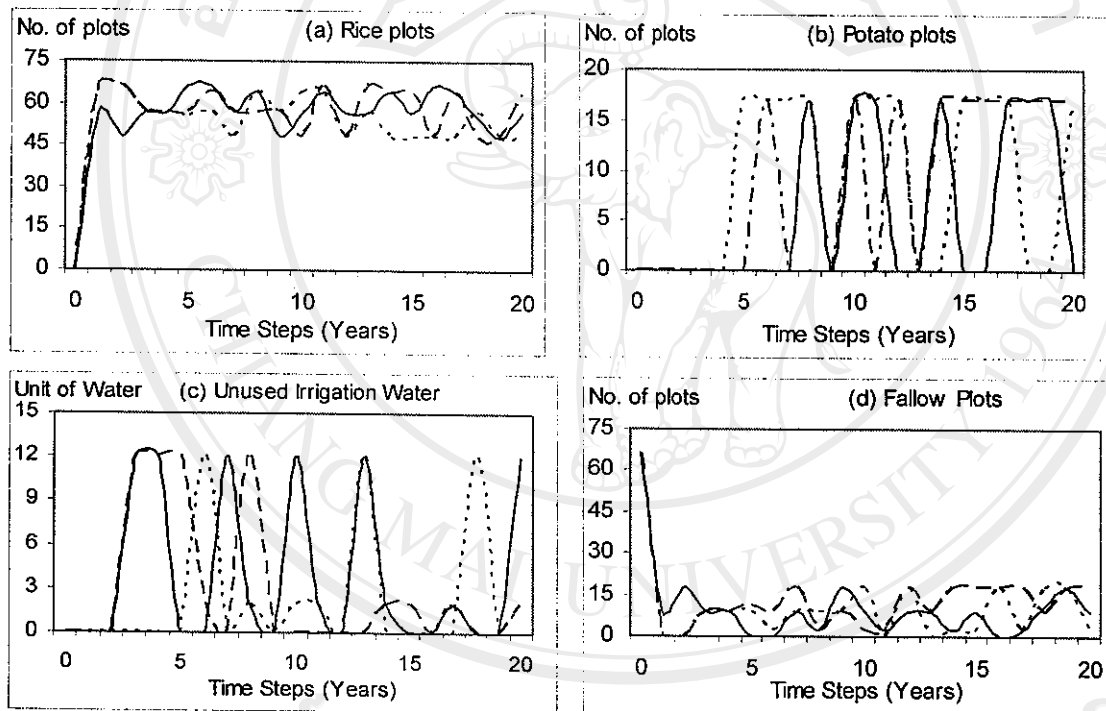 No. of plots (a) Rice plots
75
60
45
30
15
0
0 5 10 15 20
Time Steps (Years)
No. of plots (b) Potato plots
20
15
10
5
0
0 5 10 15 20
Time Steps (Years)
Unit of Water (c) Unused Irrigation Water
15
12
9
6
3
0
0 5 10 15 20
Time Steps (Years)
No. of plots (d) Fallow Plots
75
60
45
30
15
0
0 5 10 15 20
Time Steps (Years)
CHIANG MAI UNIVERSITY 1964